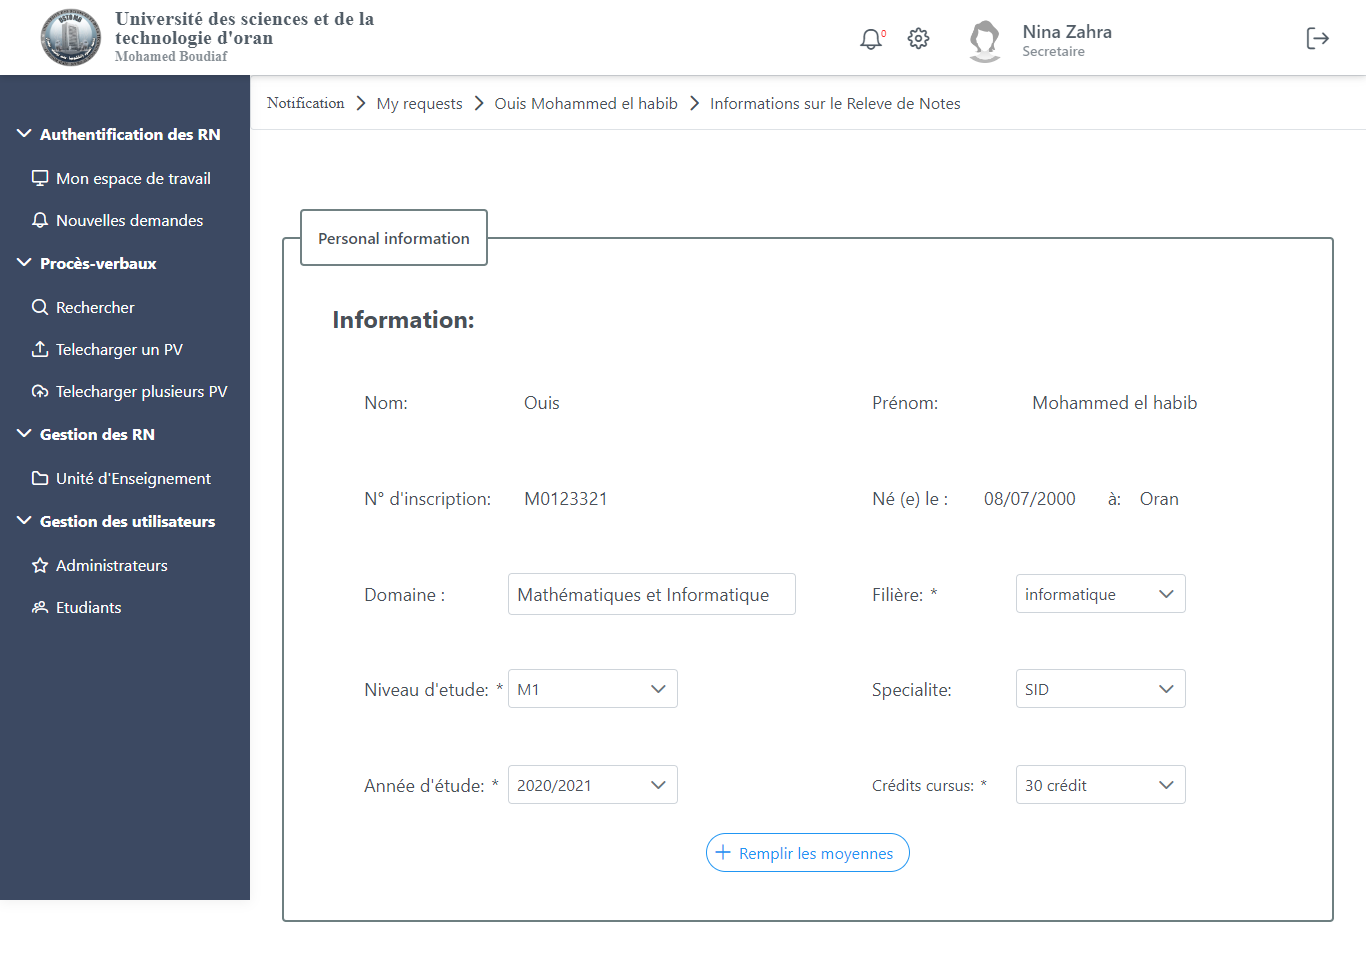 Université des sciences et de la
technologie d'oran
Mohamed Boudiaf
0
Nina Zahra
Secretaire
Notification > My requests > Ouis Mohammed el habib > Informations sur le Releve de Notes
Authentification des RN
Mon espace de travail
Nouvelles demandes
Procès-verbaux
Rechercher
Telecharger un PV
Telecharger plusieurs PV
Gestion des RN
Unité d'Enseignement
Gestion des utilisateurs
Administrateurs
Etudiants
Personal information
Information:
Nom: Ouis Prénom: Mohammed el habib
N° d'inscription: M0123321 Né (e) le : 08/07/2000 à: Oran
Domaine : Mathématiques et Informatique Filière: * informatique
Niveau d'etude: * M1 Specialite: SID
Année d'étude: * 2020/2021 Crédits cursus: * 30 crédit
+ Remplir les moyennes